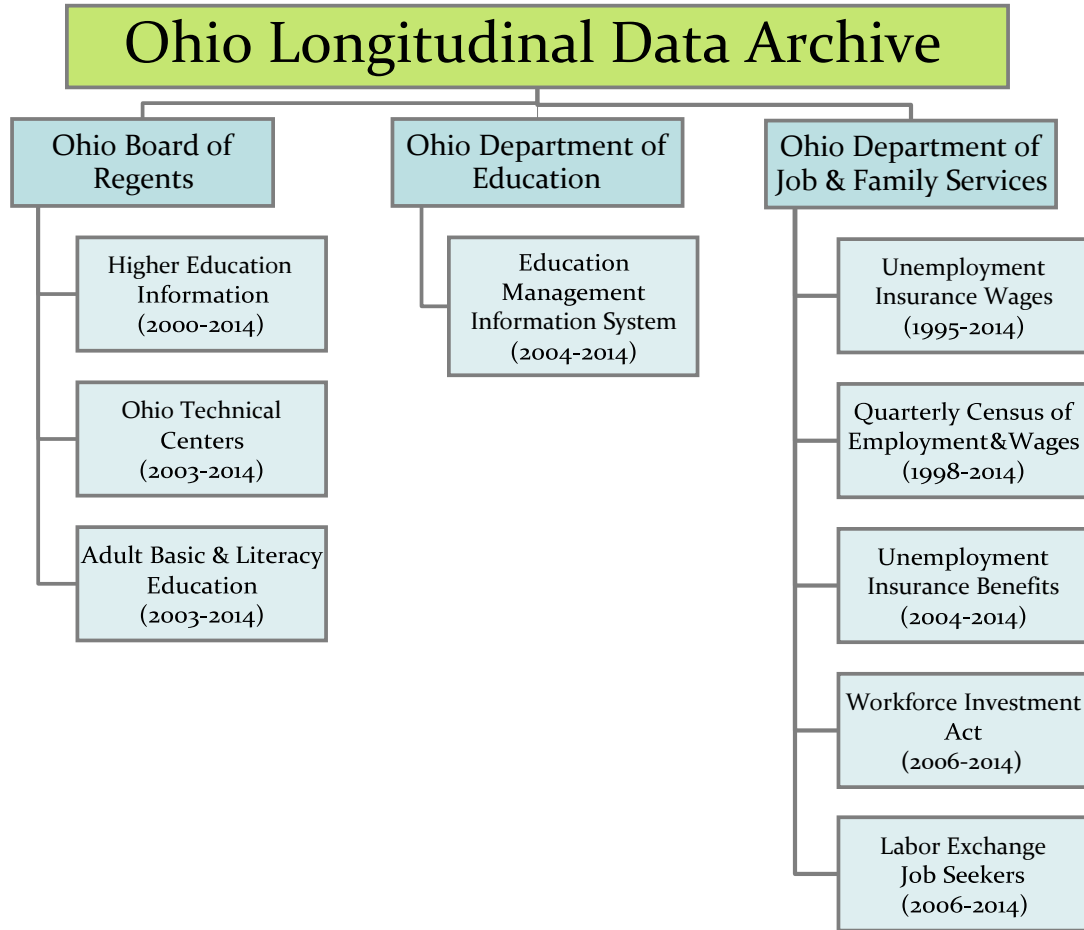 Ohio Longitudinal Data Archive
Ohio Board of
Regents
Higher Education
Information
(2000-2014)
Ohio Technical
Centers
(2003-2014)
Adult Basic & Literacy
Education
(2003-2014)
Ohio Department of
Education
Education
Management
Information System
(2004-2014)
Ohio Department of
Job & Family Services
Unemployment
Insurance Wages
(1995-2014)
Quarterly Census of
Employment&Wages
(1998-2014)
Unemployment
Insurance Benefits
(2004-2014)
Workforce Investment
Act
(2006-2014)
Labor Exchange
Job Seekers
(2006-2014)